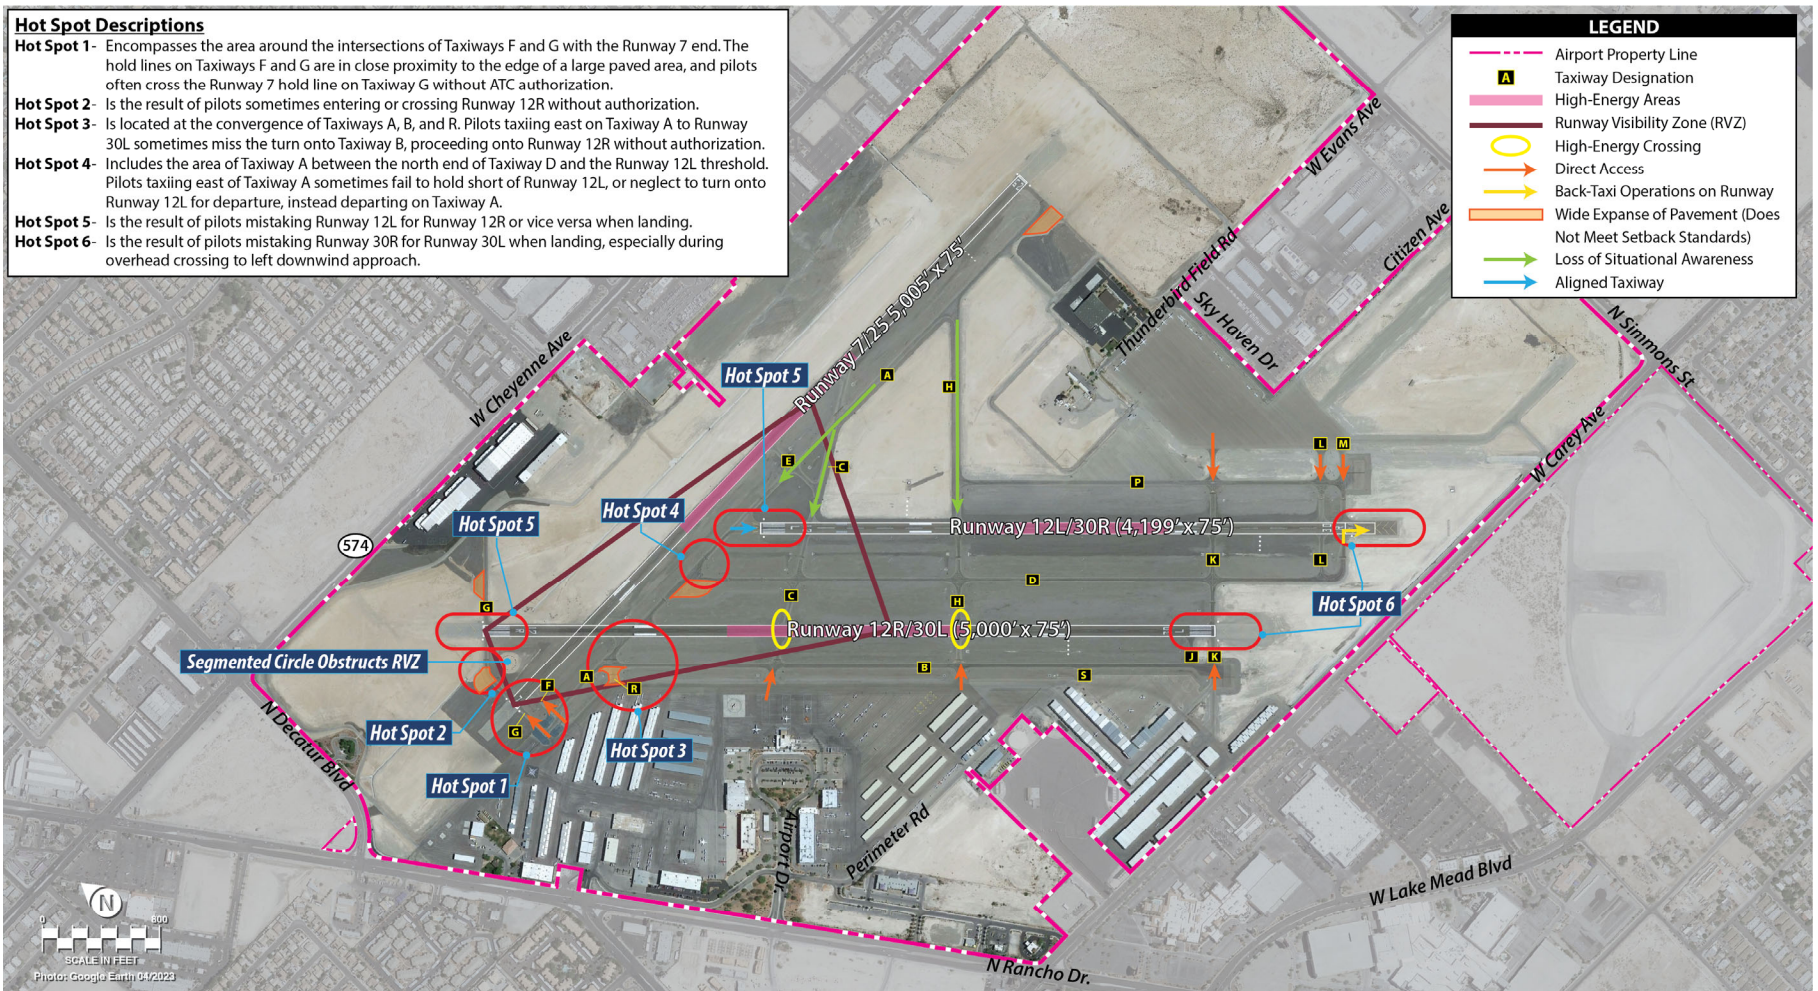 Hot Spot Descriptions
Hot Spot 1- Encompasses the area around the intersections of Taxiways F and G with the Runway 7 end. The
hold lines on Taxiways F and G are in close proximity to the edge of a large paved area, and pilots
often cross the Runway 7 hold line on Taxiway G without ATC authorization.
Hot Spot 2- Is the result of pilots sometimes entering or crossing Runway 12R without authorization.
Hot Spot 3- Is located at the convergence of Taxiways A, B, and R. Pilots taxiing east on Taxiway A to Runway
30L sometimes miss the turn onto Taxiway B, proceeding onto Runway 12R without authorization.
Hot Spot 4- Includes the area of Taxiway A between the north end of Taxiway D and the Runway 12L threshold.
Pilots taxiing east of Taxiway A sometimes fail to hold short of Runway 12L, or neglect to turn onto
Runway 12L for departure, instead departing on Taxiway A.
Hot Spot 5- Is the result of pilots mistaking Runway 12L for Runway 12R or vice versa when landing.
Hot Spot 6- Is the result of pilots mistaking Runway 30R for Runway 30L when landing, especially during
overhead crossing to left downwind approach.
LEGEND
Airport Property Line
A Taxiway Designation
High-Energy Areas
Runway Visibility Zone (RVZ)
High-Energy Crossing
Direct Access
Back-Taxi Operations on Runway
Wide Expanse of Pavement (Does
Not Meet Setback Standards)
Loss of Situational Awareness
Aligned Taxiway
W Evans Ave
Citizen Ave
Thunderbird Field Rd
Sky Haven Dr
N Simmons St
W Carey Ave
W Cheyenne Ave
Runway 7/25.5,005' x 75'
Hot Spot 5
A
H
L
M
E
C
P
Hot Spot 4
Hot Spot 5
Runway 12L/30R (4,199' x 75')
574
K
L
D
C
H
G
Hot Spot 6
Runway 12R/30L (5,000' x 75')
Segmented Circle Obstructs RVZ
J
K
B
S
A
R
F
G
Hot Spot 2
Hot Spot 3
Hot Spot 1
N Decatur Blvd
Airport Dr.
Perimeter Rd
W Lake Mead Blvd
N Rancho Dr.
N
0 800
SCALE IN FEET
Photo: Google Earth 04/2023